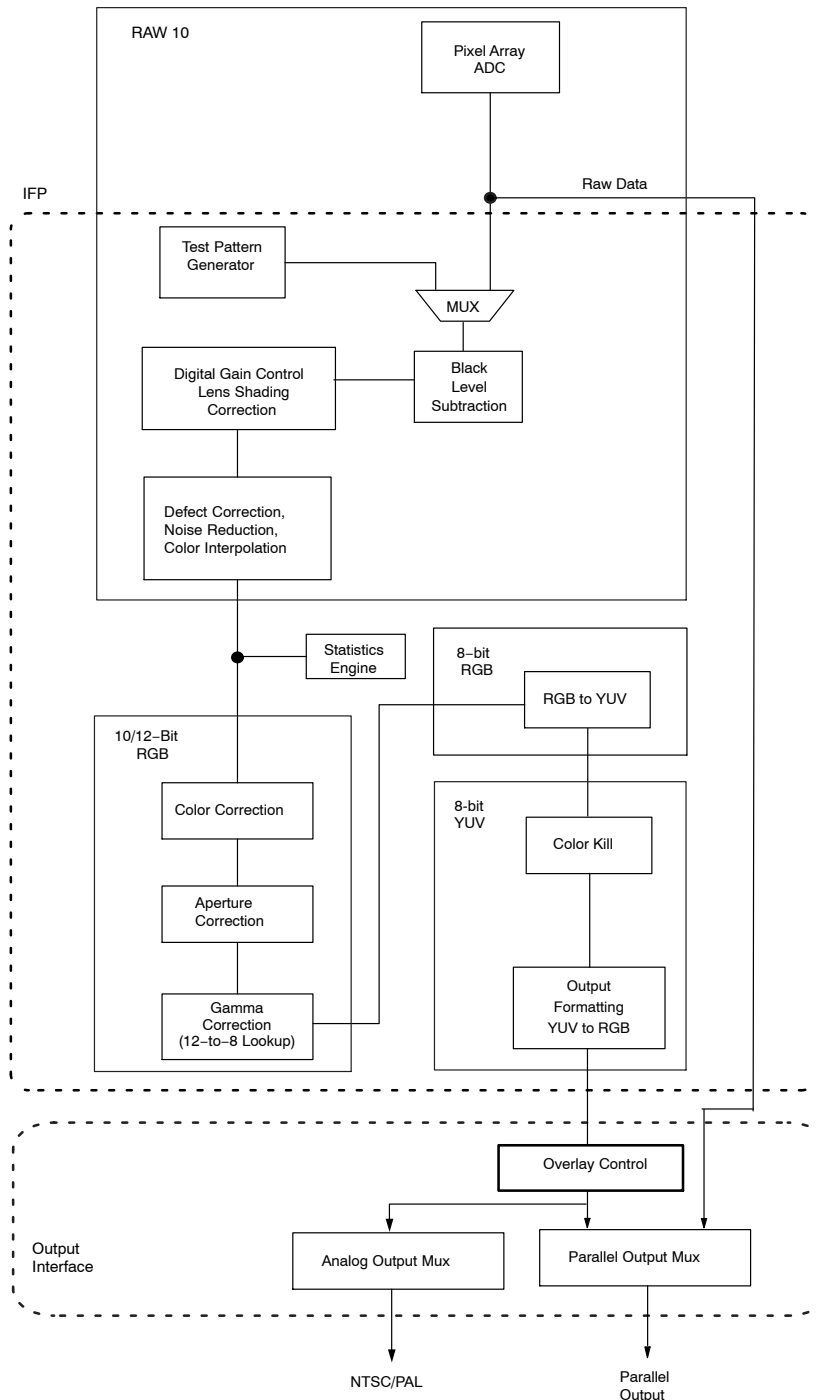 RAW 10
Pixel Array
ADC
IFP
Raw Data
Test Pattern
Generator
MUX
Digital Gain Control
Lens Shading
Correction
Black
Level
Subtraction
Defect Correction,
Noise Reduction,
Color Interpolation
Statistics
Engine
8−bit
RGB
RGB to YUV
10/12−Bit
RGB
Color Correction
8-bit
YUV
Color Kill
Aperture
Correction
Gamma
Correction
(12−to−8 Lookup)
Output
Formatting
YUV to RGB
Overlay Control
Output
Interface
Analog Output Mux
Parallel Output Mux
NTSC/PAL
Parallel
Output